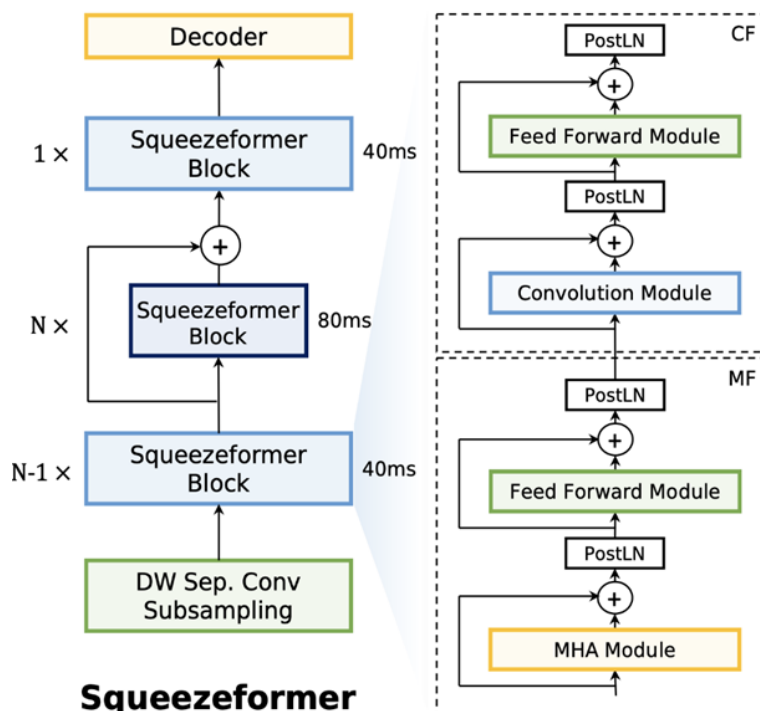 Decoder
1 ×
Squeezeformer
Block
40ms
+
N ×
Squeezeformer
Block
80ms
N-1 ×
Squeezeformer
Block
40ms
DW Sep. Conv
Subsampling
Squeezeformer
CF
PostLN
+
Feed Forward Module
PostLN
+
Convolution Module
MF
PostLN
+
Feed Forward Module
PostLN
+
MHA Module